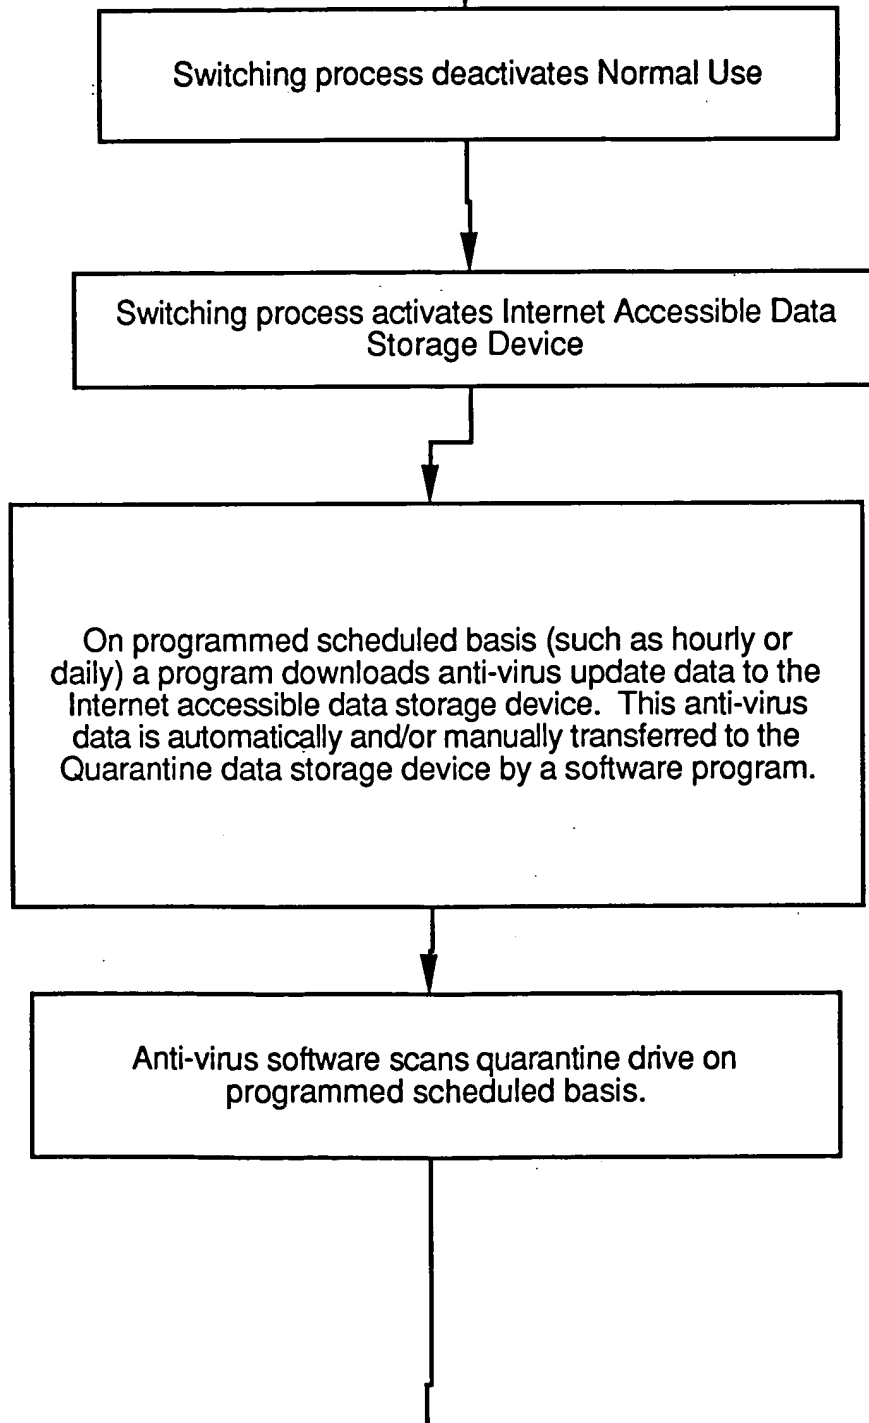 Switching process deactivates Normal Use
Switching process activates Internet Accessible Data
Storage Device
On programmed scheduled basis (such as hourly or
daily) a program downloads anti-virus update data to the
Internet accessible data storage device.  This anti-virus
data is automatically and/or manually transferred to the
Quarantine data storage device by a software program.
Anti-virus software scans quarantine drive on
programmed scheduled basis.